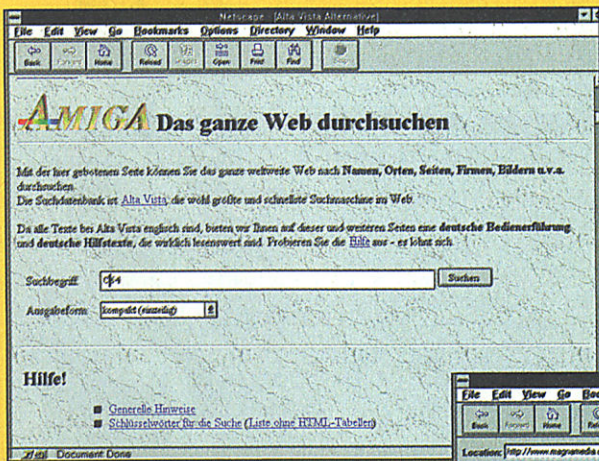 Netscape - [Alta Vista Alternative]
File Edit View Go Bookmarks Options Directory Window Help
Back Forward Home Reload Images Open Print Find Stop
AMIGA Das ganze Web durchsuchen
Mit der hier gebotenen Seite können Sie das ganze weltweite Web nach Namen, Orten, Seiten, Firmen, Bildern u.v.a.
durchsuchen.
Die Suchdatenbank ist Alta Vista, die wohl größte und schnellste Suchmaschine im Web.
Da alle Texte bei Alta Vista englisch sind, bieten wir Ihnen auf dieser und weiteren Seiten eine deutsche Bedienerführung
und deutsche Hilfstexte, die wirklich lesenswert sind. Probieren Sie die Hilfe aus - es lohnt sich.
Suchbegriff: C64 Suchen
Ausgabeform: kompakt (einzeilig)
Hilfe!
Generelle Hinweise
Schlüsselwörter für die Suche (Liste ohne HTML-Tabellen)
Document: Done
File Edit View Go
Back Forward Home
Location: http://www.magnamedia